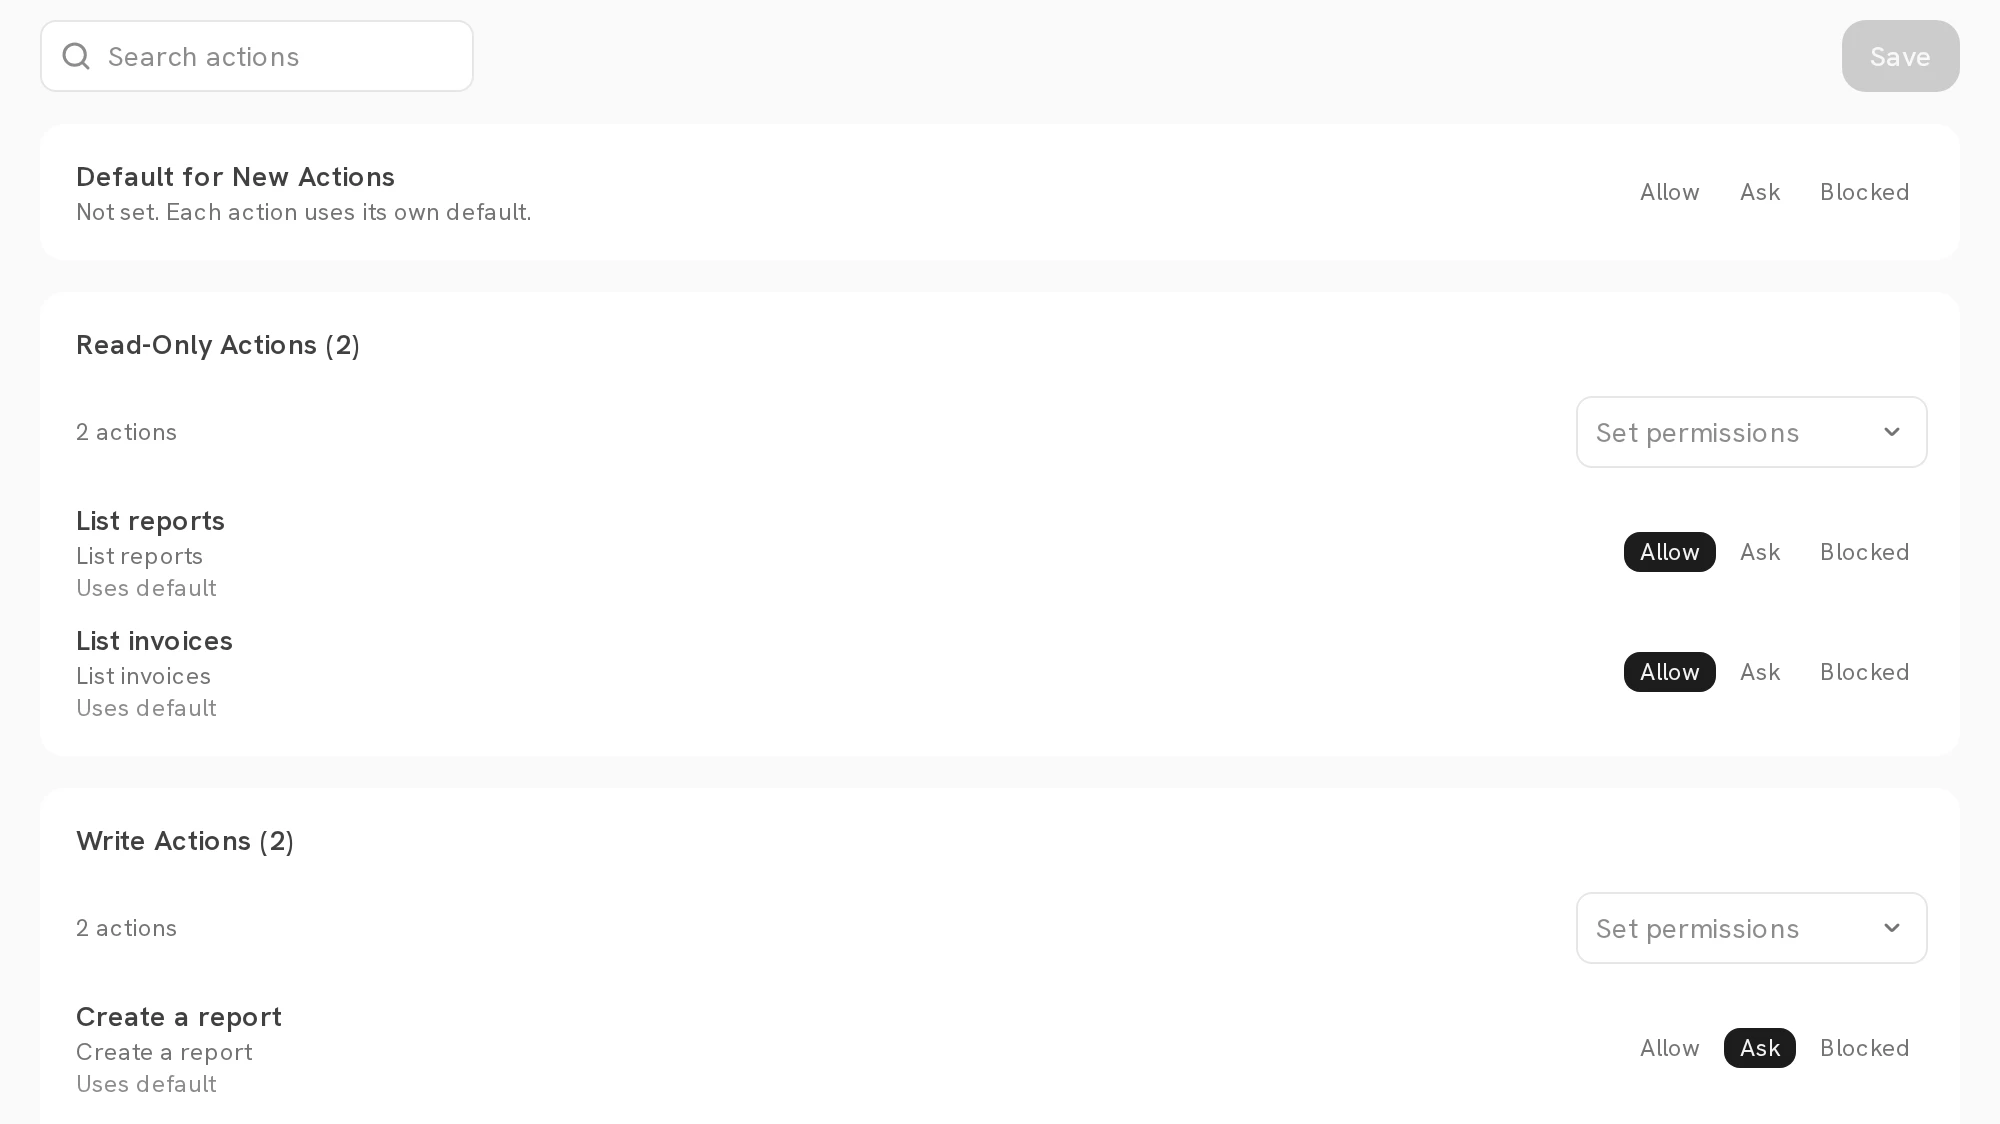 Search actions
Save
Default for New Actions
Not set. Each action uses its own default.
Allow Ask Blocked
Read-Only Actions (2)
2 actions
Set permissions
List reports
List reports
Uses default
Allow Ask Blocked
List invoices
List invoices
Uses default
Allow Ask Blocked
Write Actions (2)
2 actions
Set permissions
Create a report
Create a report
Uses default
Allow Ask Blocked